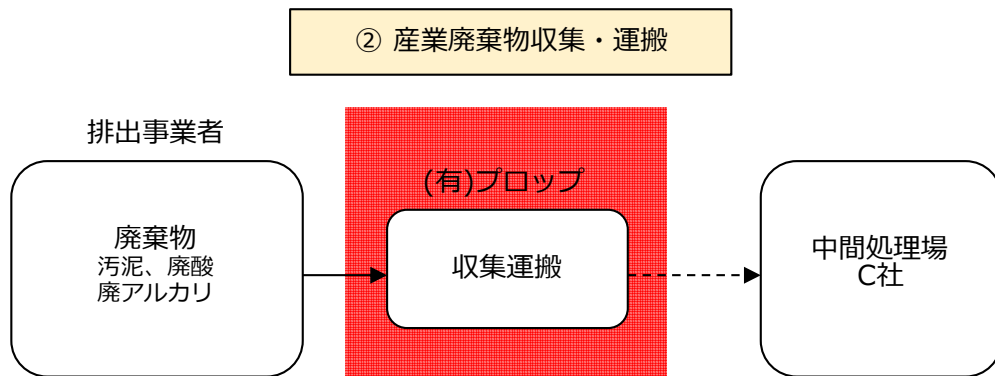 ② 産業廃棄物収集・運搬
排出事業者
廃棄物
汚泥、廃酸
廃アルカリ
(有)プロップ
収集運搬
中間処理場
C社